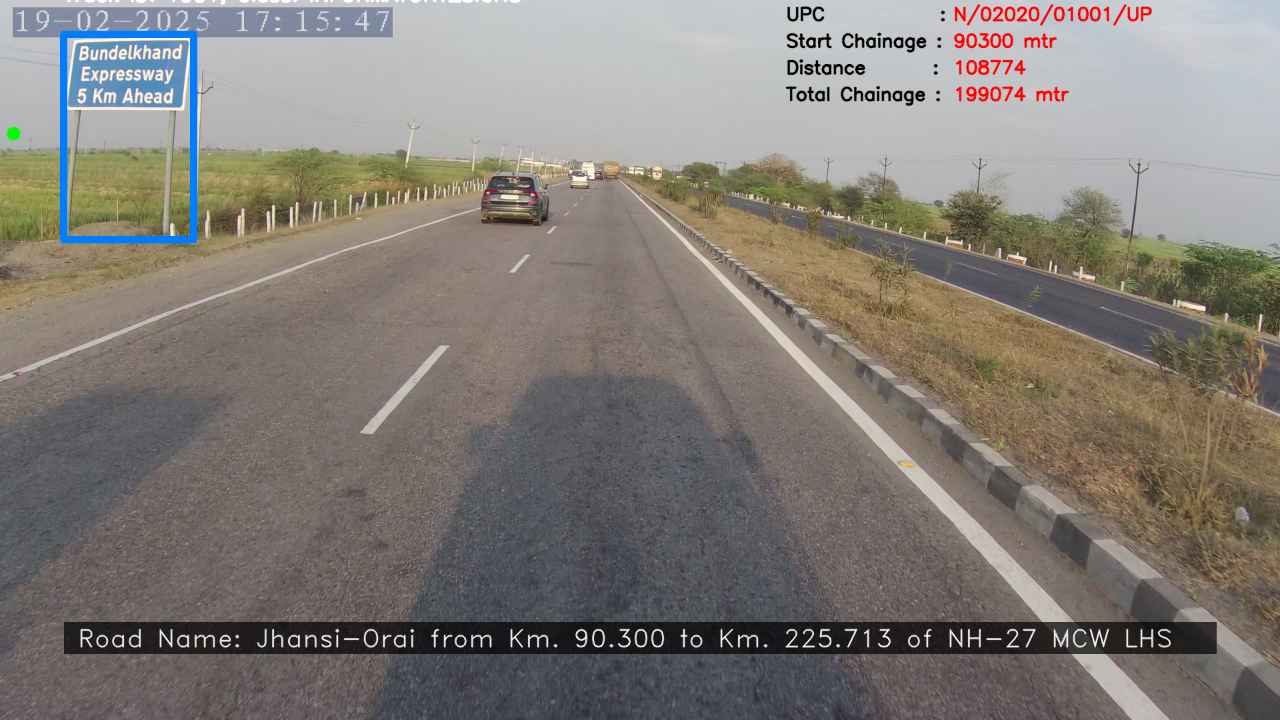 19-02-2025 17:15:47
Bundelkhand
Expressway
5 Km Ahead
UPC : N/02020/01001/UP
Start Chainage : 90300 mtr
Distance : 108774
Total Chainage : 199074 mtr
Road Name: Jhansi-Orai from Km. 90.300 to Km. 225.713 of NH-27 MCW LHS